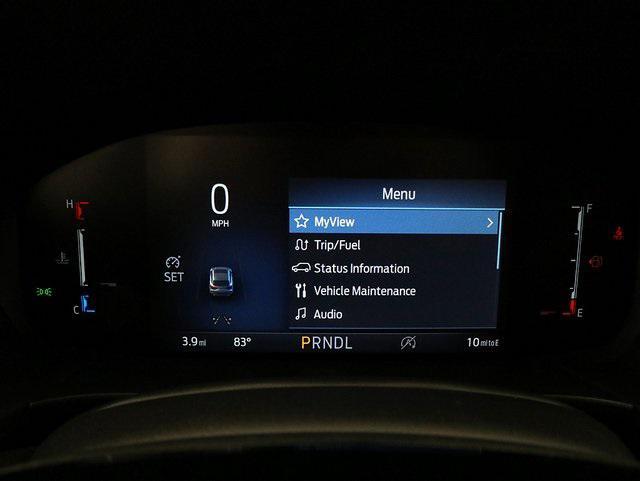 Menu
H
F
0
MPH
MyView
Trip/Fuel
SET
Status Information
Vehicle Maintenance
C
E
Audio
3.9 mi
83°
PRNDL
10 mi to E